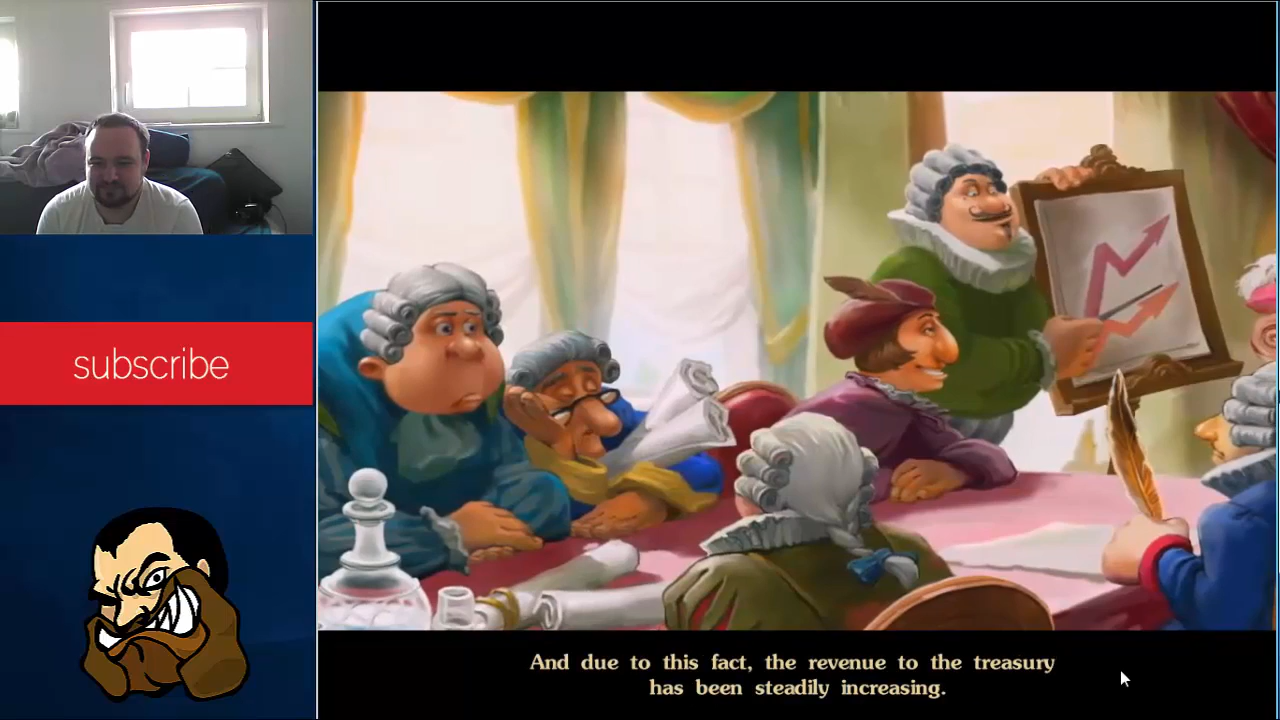 subscribe
And due to this fact, the revenue to the treasury
has been steadily increasing.